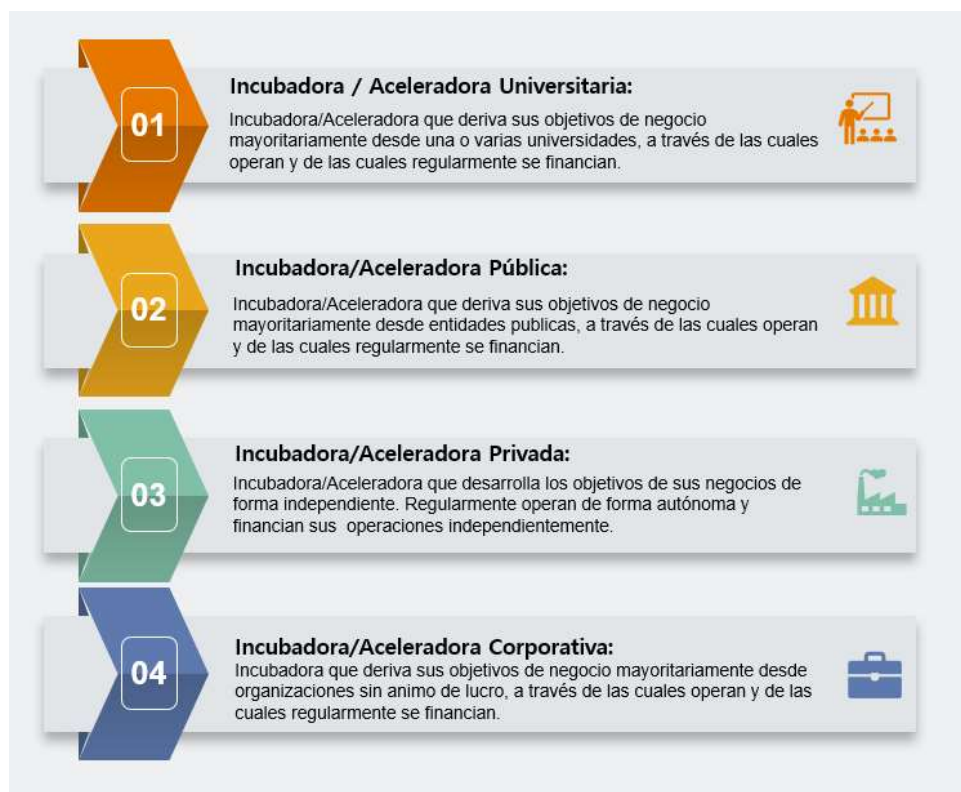 01
Incubadora / Aceleradora Universitaria:
Incubadora/Aceleradora que deriva sus objetivos de negocio
mayoritariamente desde una o varias universidades, a través de las cuales
operan y de las cuales regularmente se financian.
02
Incubadora/Aceleradora Pública:
Incubadora/Aceleradora que deriva sus objetivos de negocio
mayoritariamente desde entidades publicas, a través de las cuales operan
y de las cuales regularmente se financian.
03
Incubadora/Aceleradora Privada:
Incubadora/Aceleradora que desarrolla los objetivos de sus negocios de
forma independiente. Regularmente operan de forma autónoma y
financian sus operaciones independientemente.
04
Incubadora/Aceleradora Corporativa:
Incubadora que deriva sus objetivos de negocio mayoritariamente desde
organizaciones sin animo de lucro, a través de las cuales operan y de las
cuales regularmente se financian.